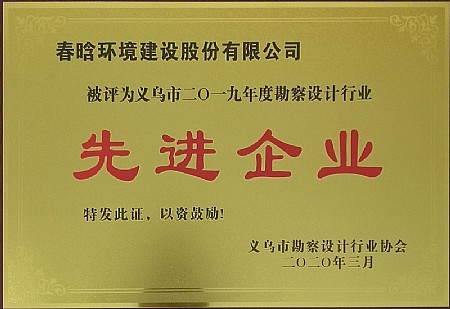 春晗环境建设股份有限公司
被评为义乌市二〇一九年度勘察设计行业
先进企业
特发此证，以资鼓励！
义乌市勘察设计行业协会
二〇二〇年三月